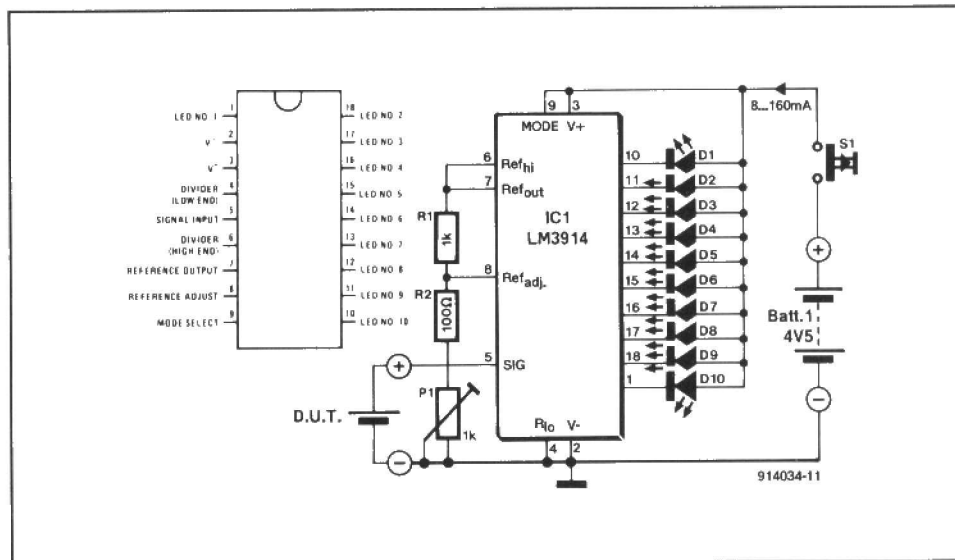 LED NO 1
1
18
LED NO 2
V-
2
17
LED NO 3
V+
3
16
LED NO 4
DIVIDER
(LOW END)
4
15
LED NO 5
SIGNAL INPUT
5
14
LED NO 6
DIVIDER
(HIGH END)
6
13
LED NO 7
REFERENCE OUTPUT
7
12
LED NO 8
REFERENCE ADJUST
8
11
LED NO 9
MODE SELECT
9
10
LED NO 10
9 3
MODE V+
6 Refhi
7 Refout
R1
1k
IC1
LM3914
8 Refadj.
R2
100Ω
5 SIG
P1
1k
D.U.T.
+
−
Rlo V-
4 2
10 D1
11 D2
12 D3
13 D4
14 D5
15 D6
16 D7
17 D8
18 D9
1 D10
8...160mA
S1
+
Batt.1
4V5
−
914034-11